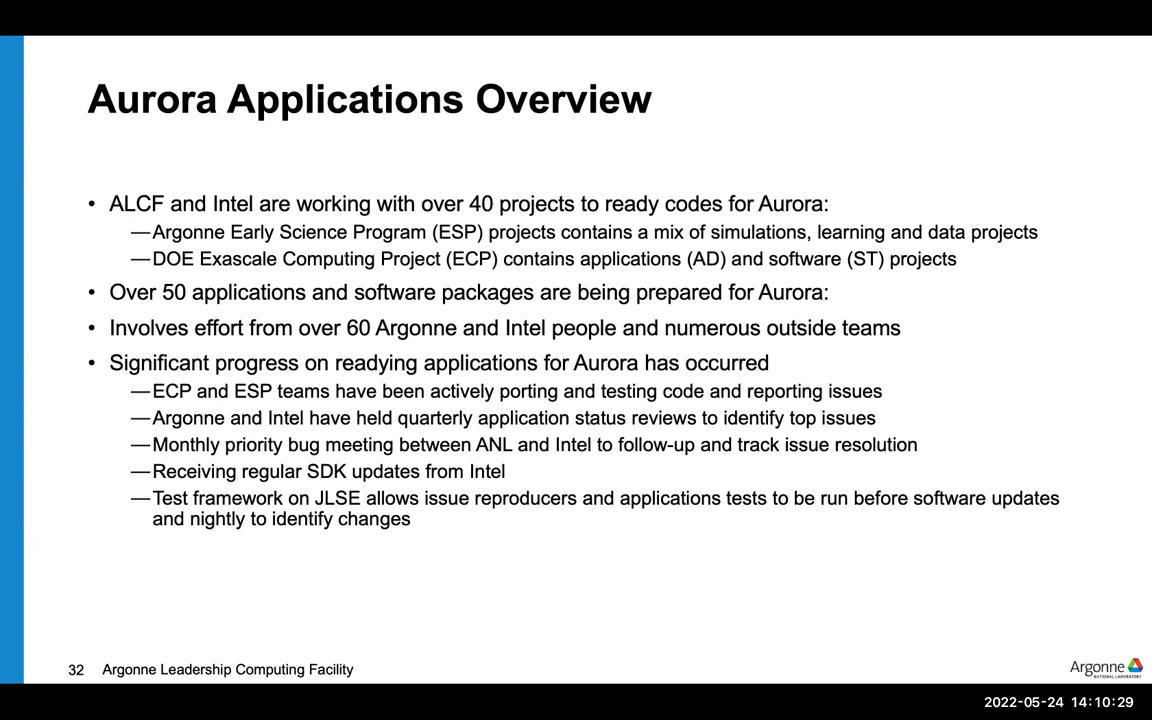 Aurora Applications Overview
• ALCF and Intel are working with over 40 projects to ready codes for Aurora:
—Argonne Early Science Program (ESP) projects contains a mix of simulations, learning and data projects
—DOE Exascale Computing Project (ECP) contains applications (AD) and software (ST) projects
• Over 50 applications and software packages are being prepared for Aurora:
• Involves effort from over 60 Argonne and Intel people and numerous outside teams
• Significant progress on readying applications for Aurora has occurred
—ECP and ESP teams have been actively porting and testing code and reporting issues
—Argonne and Intel have held quarterly application status reviews to identify top issues
—Monthly priority bug meeting between ANL and Intel to follow-up and track issue resolution
—Receiving regular SDK updates from Intel
—Test framework on JLSE allows issue reproducers and applications tests to be run before software updates
and nightly to identify changes
32 Argonne Leadership Computing Facility
Argonne
NATIONAL LABORATORY
2022-05-24 14:10:29